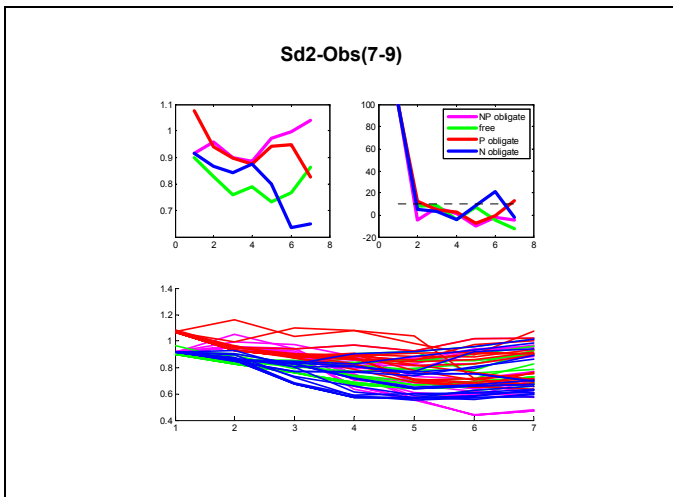 Sd2-Obs(7-9)
1.1
1
0.9
0.8
0.7
0 2 4 6 8
100
80
60
40
20
0
-20
0 2 4 6 8
NP obligate
free
P obligate
N obligate
1.4
1.2
1
0.8
0.6
0.4
1 2 3 4 5 6 7